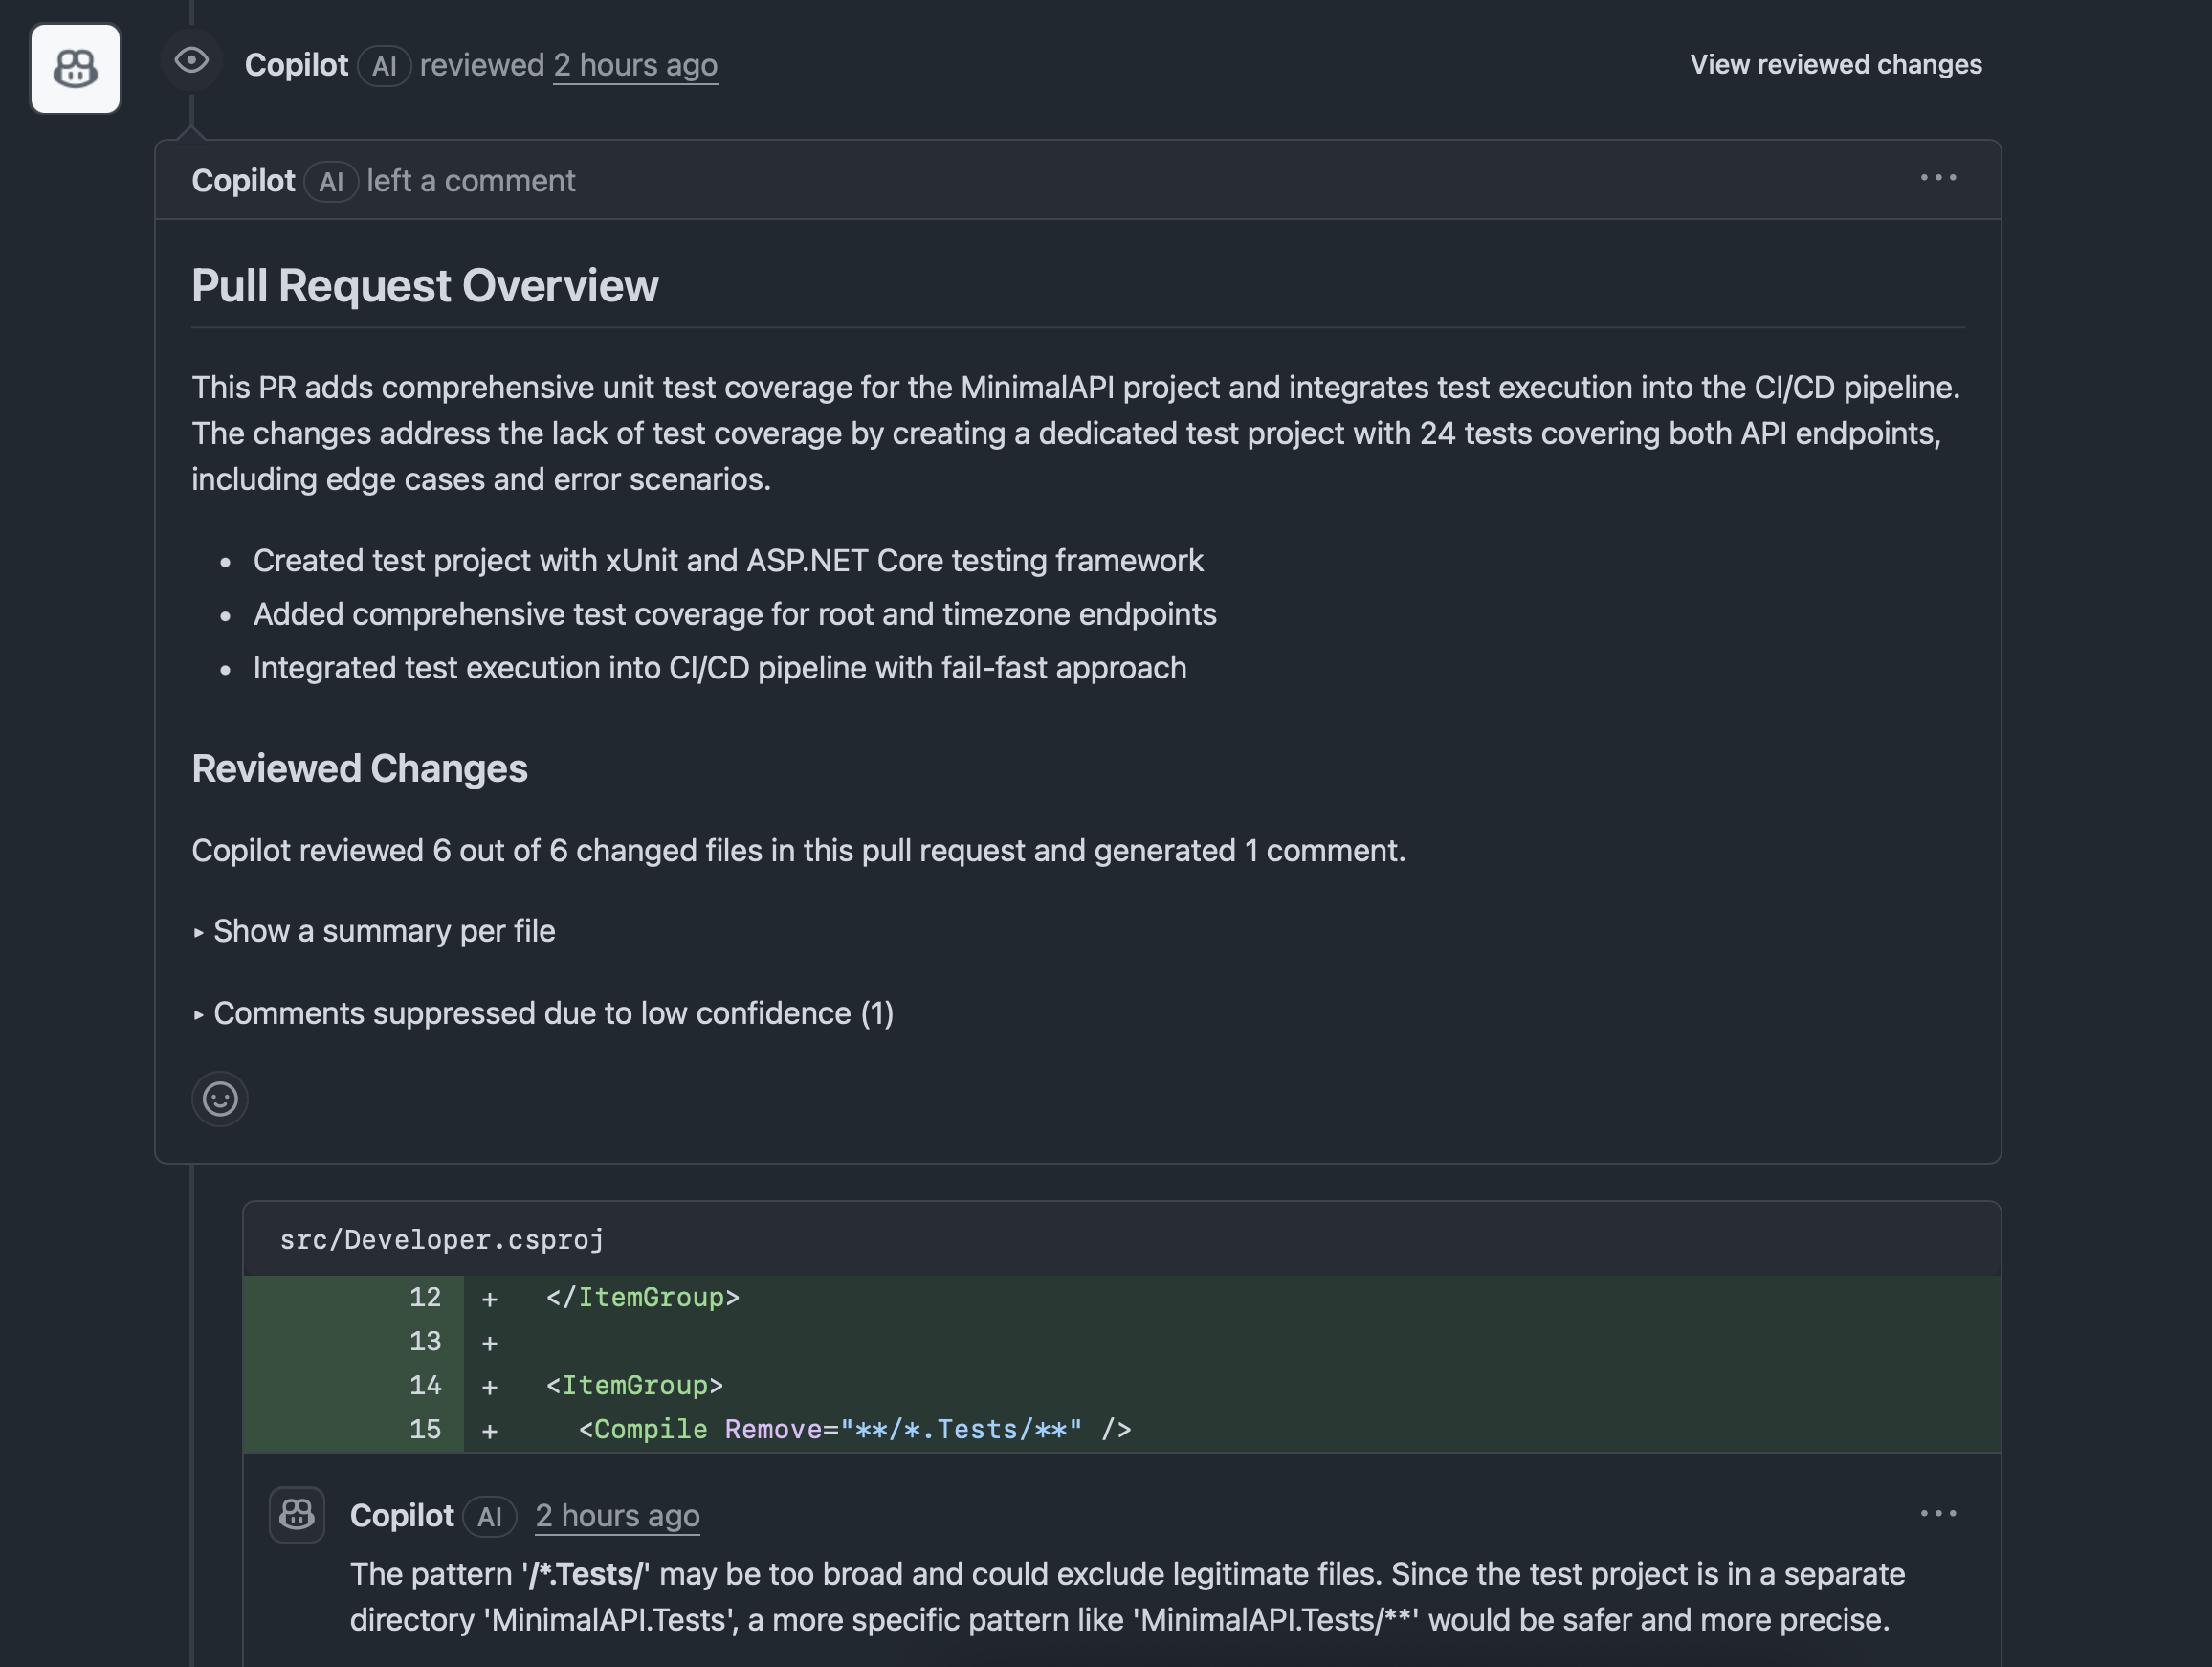 Copilot AI reviewed 2 hours ago
View reviewed changes
Copilot AI left a comment
Pull Request Overview
This PR adds comprehensive unit test coverage for the MinimalAPI project and integrates test execution into the CI/CD pipeline.
The changes address the lack of test coverage by creating a dedicated test project with 24 tests covering both API endpoints,
including edge cases and error scenarios.
• Created test project with xUnit and ASP.NET Core testing framework
• Added comprehensive test coverage for root and timezone endpoints
• Integrated test execution into CI/CD pipeline with fail-fast approach
Reviewed Changes
Copilot reviewed 6 out of 6 changed files in this pull request and generated 1 comment.
Show a summary per file
Comments suppressed due to low confidence (1)
src/Developer.csproj
12 + </ItemGroup>
13 +
14 + <ItemGroup>
15 + <Compile Remove="**/*.Tests/**" />
Copilot AI 2 hours ago
The pattern '/*.Tests/' may be too broad and could exclude legitimate files. Since the test project is in a separate
directory 'MinimalAPI.Tests', a more specific pattern like 'MinimalAPI.Tests/**' would be safer and more precise.